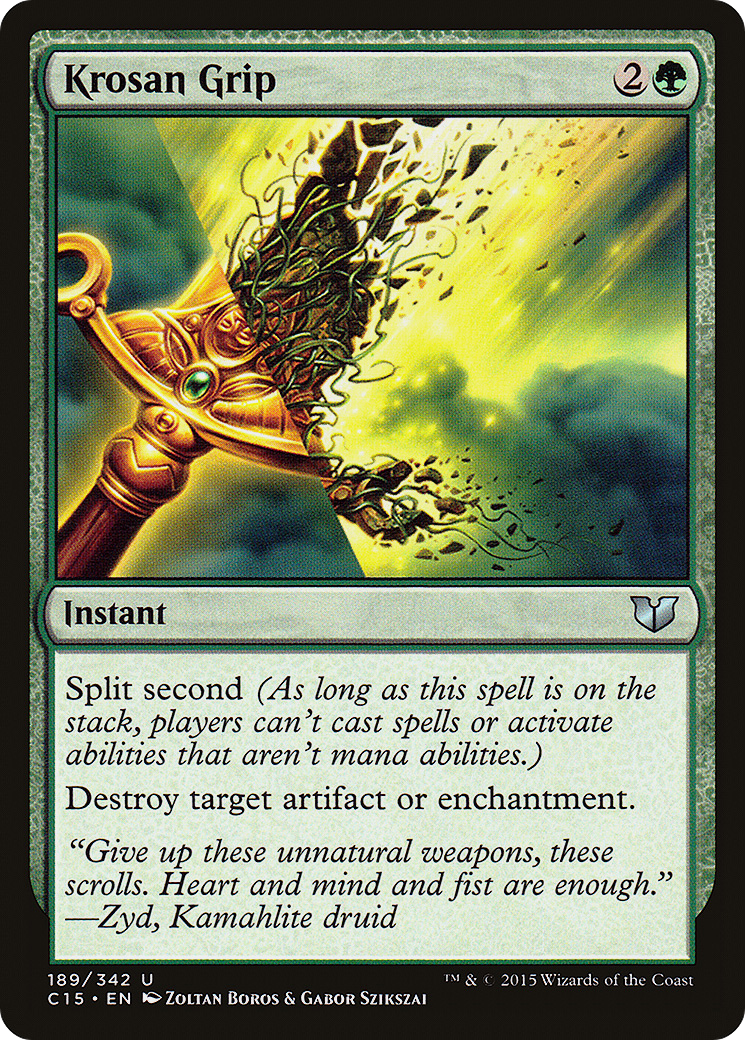 Krosan Grip 2
Instant
Split second (As long as this spell is on the
stack, players can't cast spells or activate
abilities that aren't mana abilities.)
Destroy target artifact or enchantment.
“Give up these unnatural weapons, these
scrolls. Heart and mind and fist are enough.”
—Zyd, Kamahlite druid
189/342 U
™ & © 2015 Wizards of the Coast
C15 • EN Zoltan Boros & Gabor Szikszai